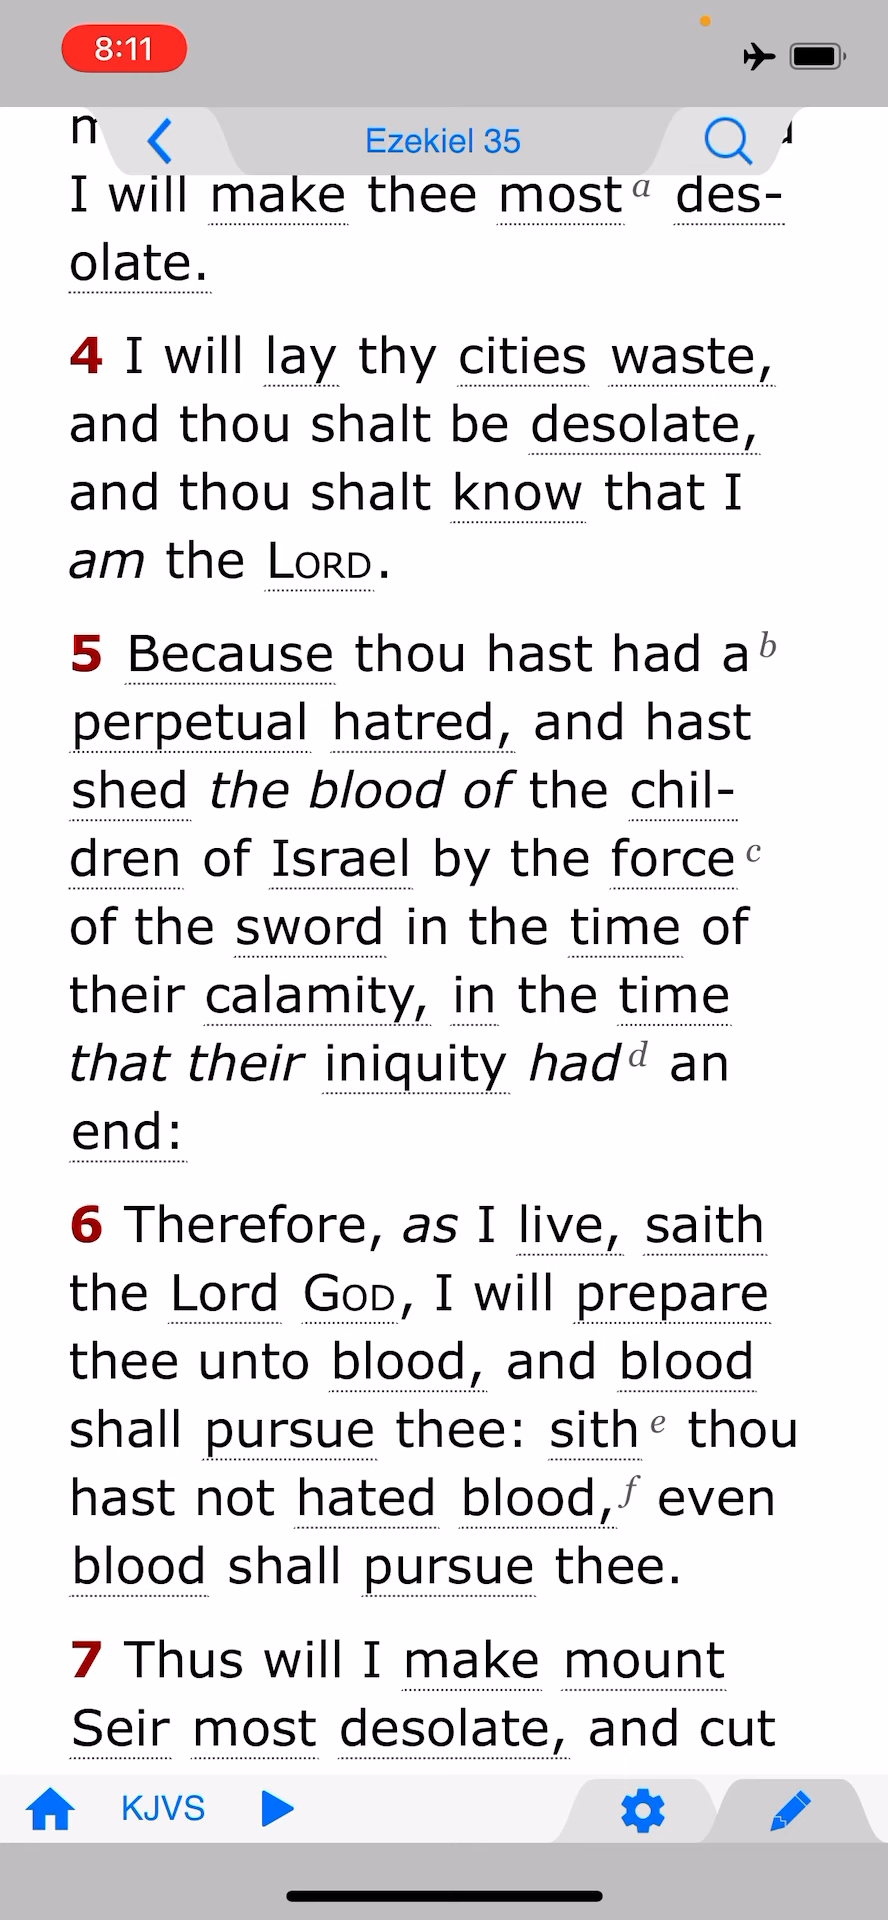 8:11
Ezekiel 35
I will make thee most a des-
olate.
4 I will lay thy cities waste,
and thou shalt be desolate,
and thou shalt know that I
am the LORD.
5 Because thou hast had a b
perpetual hatred, and hast
shed the blood of the chil-
dren of Israel by the force c
of the sword in the time of
their calamity, in the time
that their iniquity had d an
end:
6 Therefore, as I live, saith
the Lord GOD, I will prepare
thee unto blood, and blood
shall pursue thee: sith e thou
hast not hated blood, f even
blood shall pursue thee.
7 Thus will I make mount
Seir most desolate, and cut
KJVS